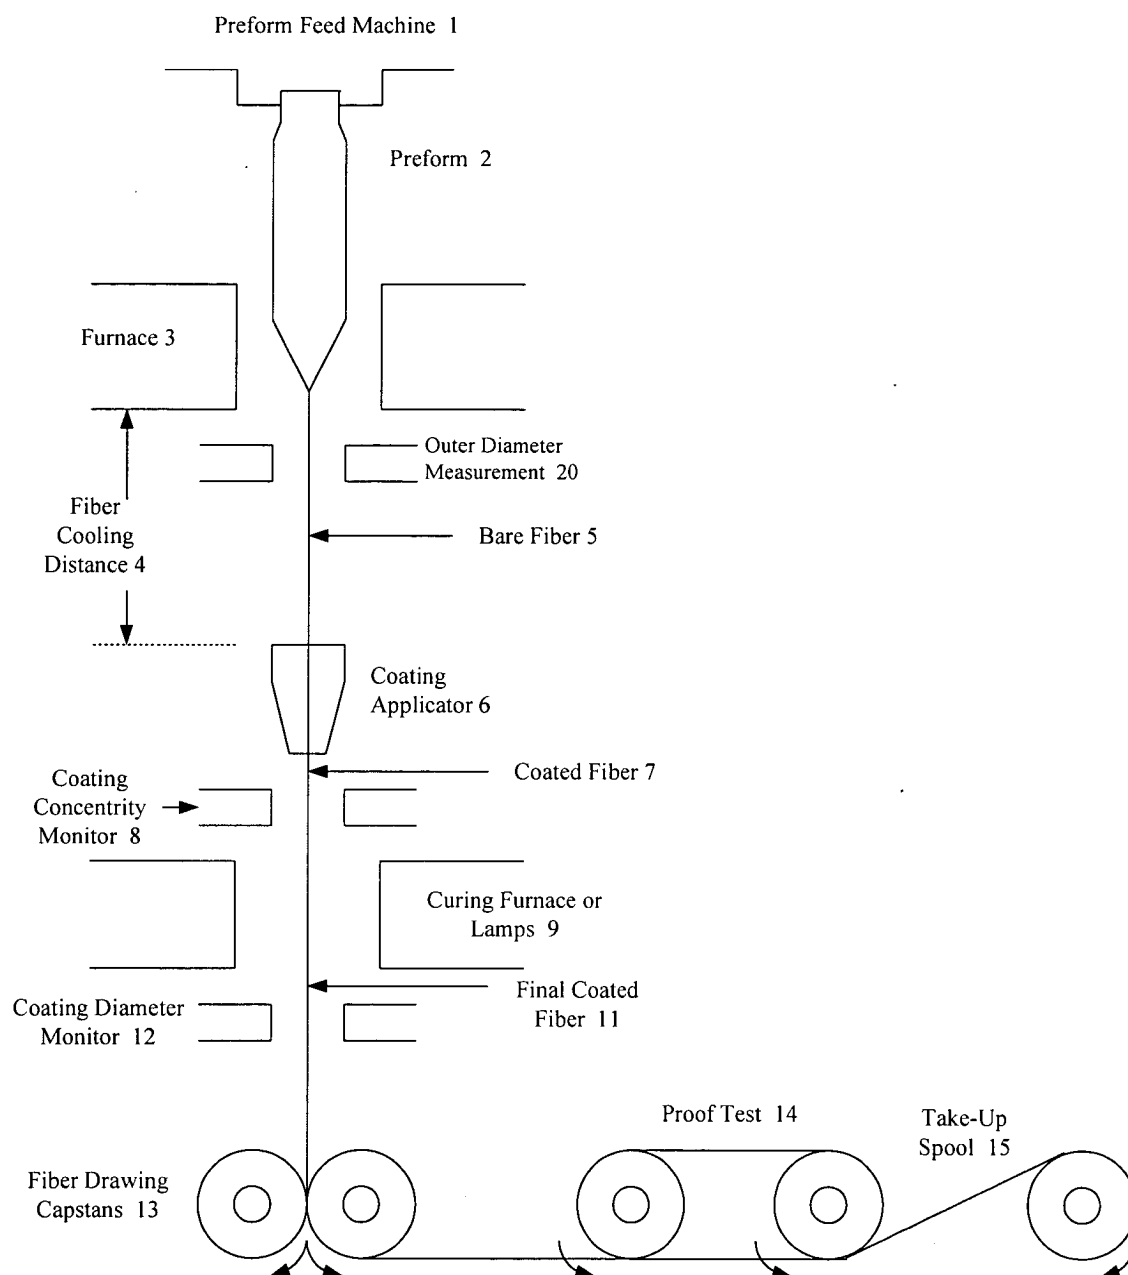 Preform Feed Machine 1
Preform 2
Furnace 3
Outer Diameter
Measurement 20
Fiber
Cooling
Distance 4
Bare Fiber 5
Coating
Applicator 6
Coated Fiber 7
Coating
Concentrity
Monitor 8
Curing Furnace or
Lamps 9
Final Coated
Fiber 11
Coating Diameter
Monitor 12
Proof Test 14
Take-Up
Spool 15
Fiber Drawing
Capstans 13